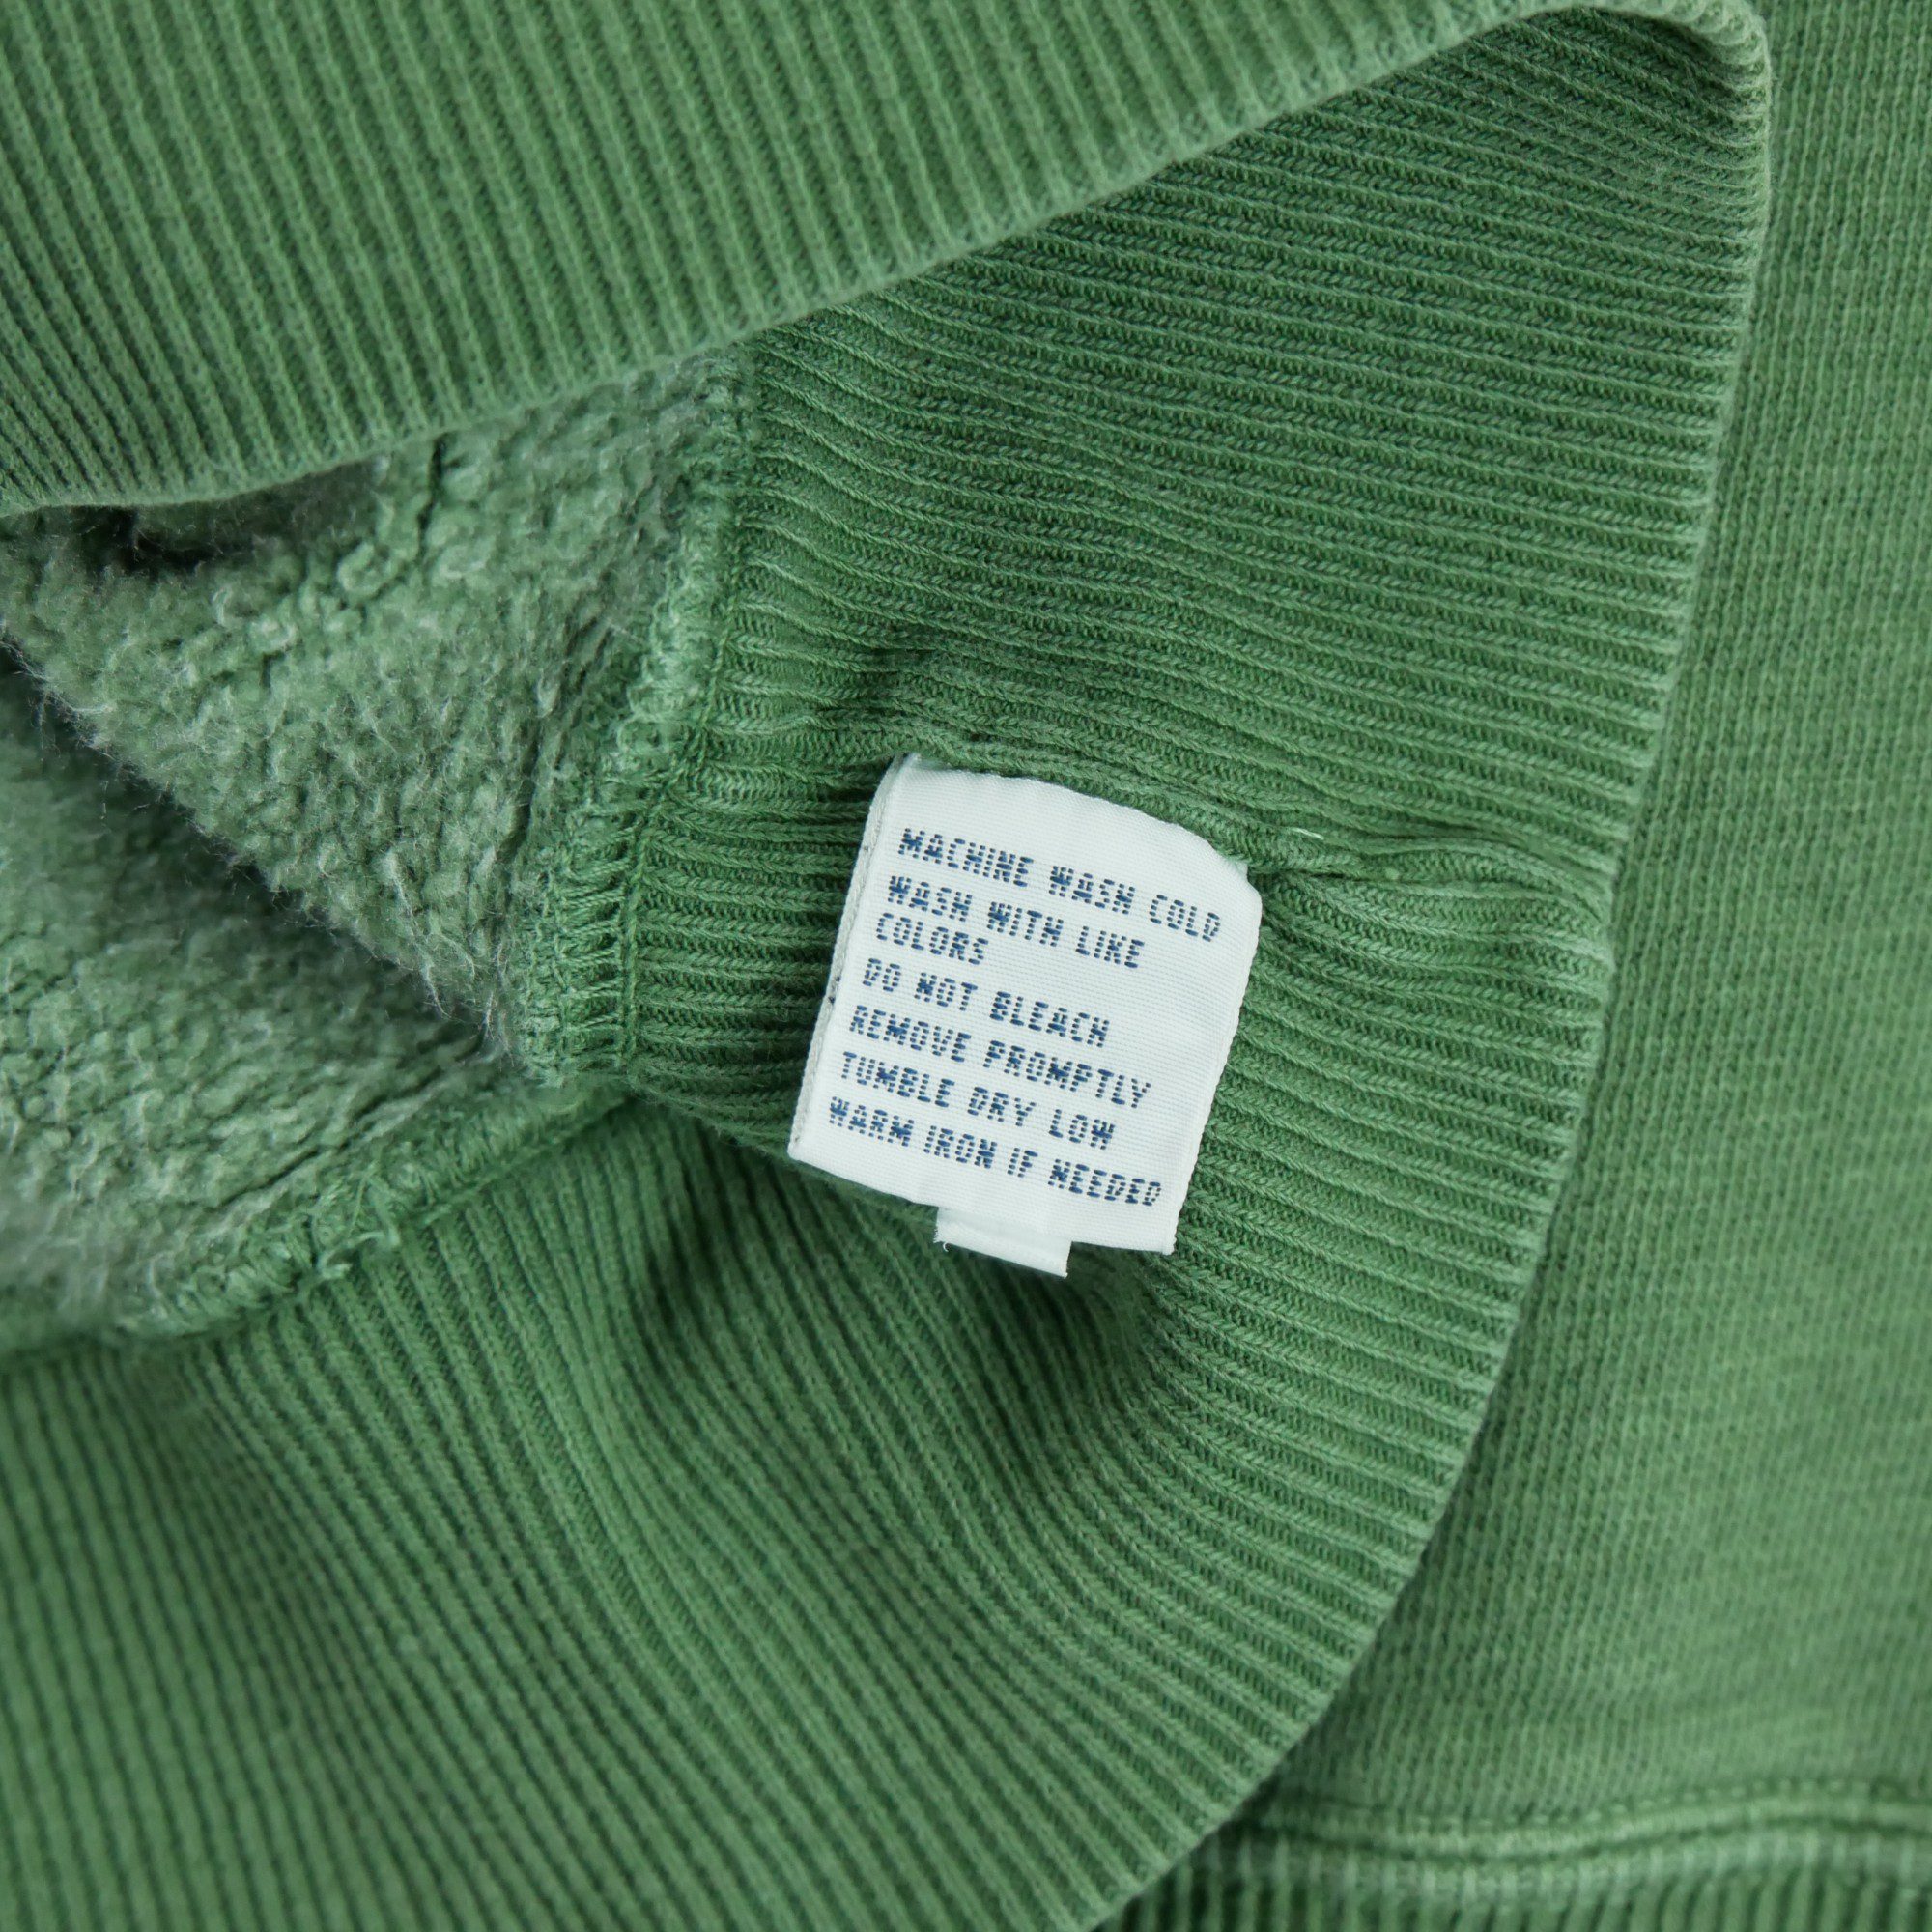 MACHINE WASH COLD
WASH WITH LIKE
COLORS
DO NOT BLEACH
REMOVE PROMPTLY
TUMBLE DRY LOW
WARM IRON IF NEEDED